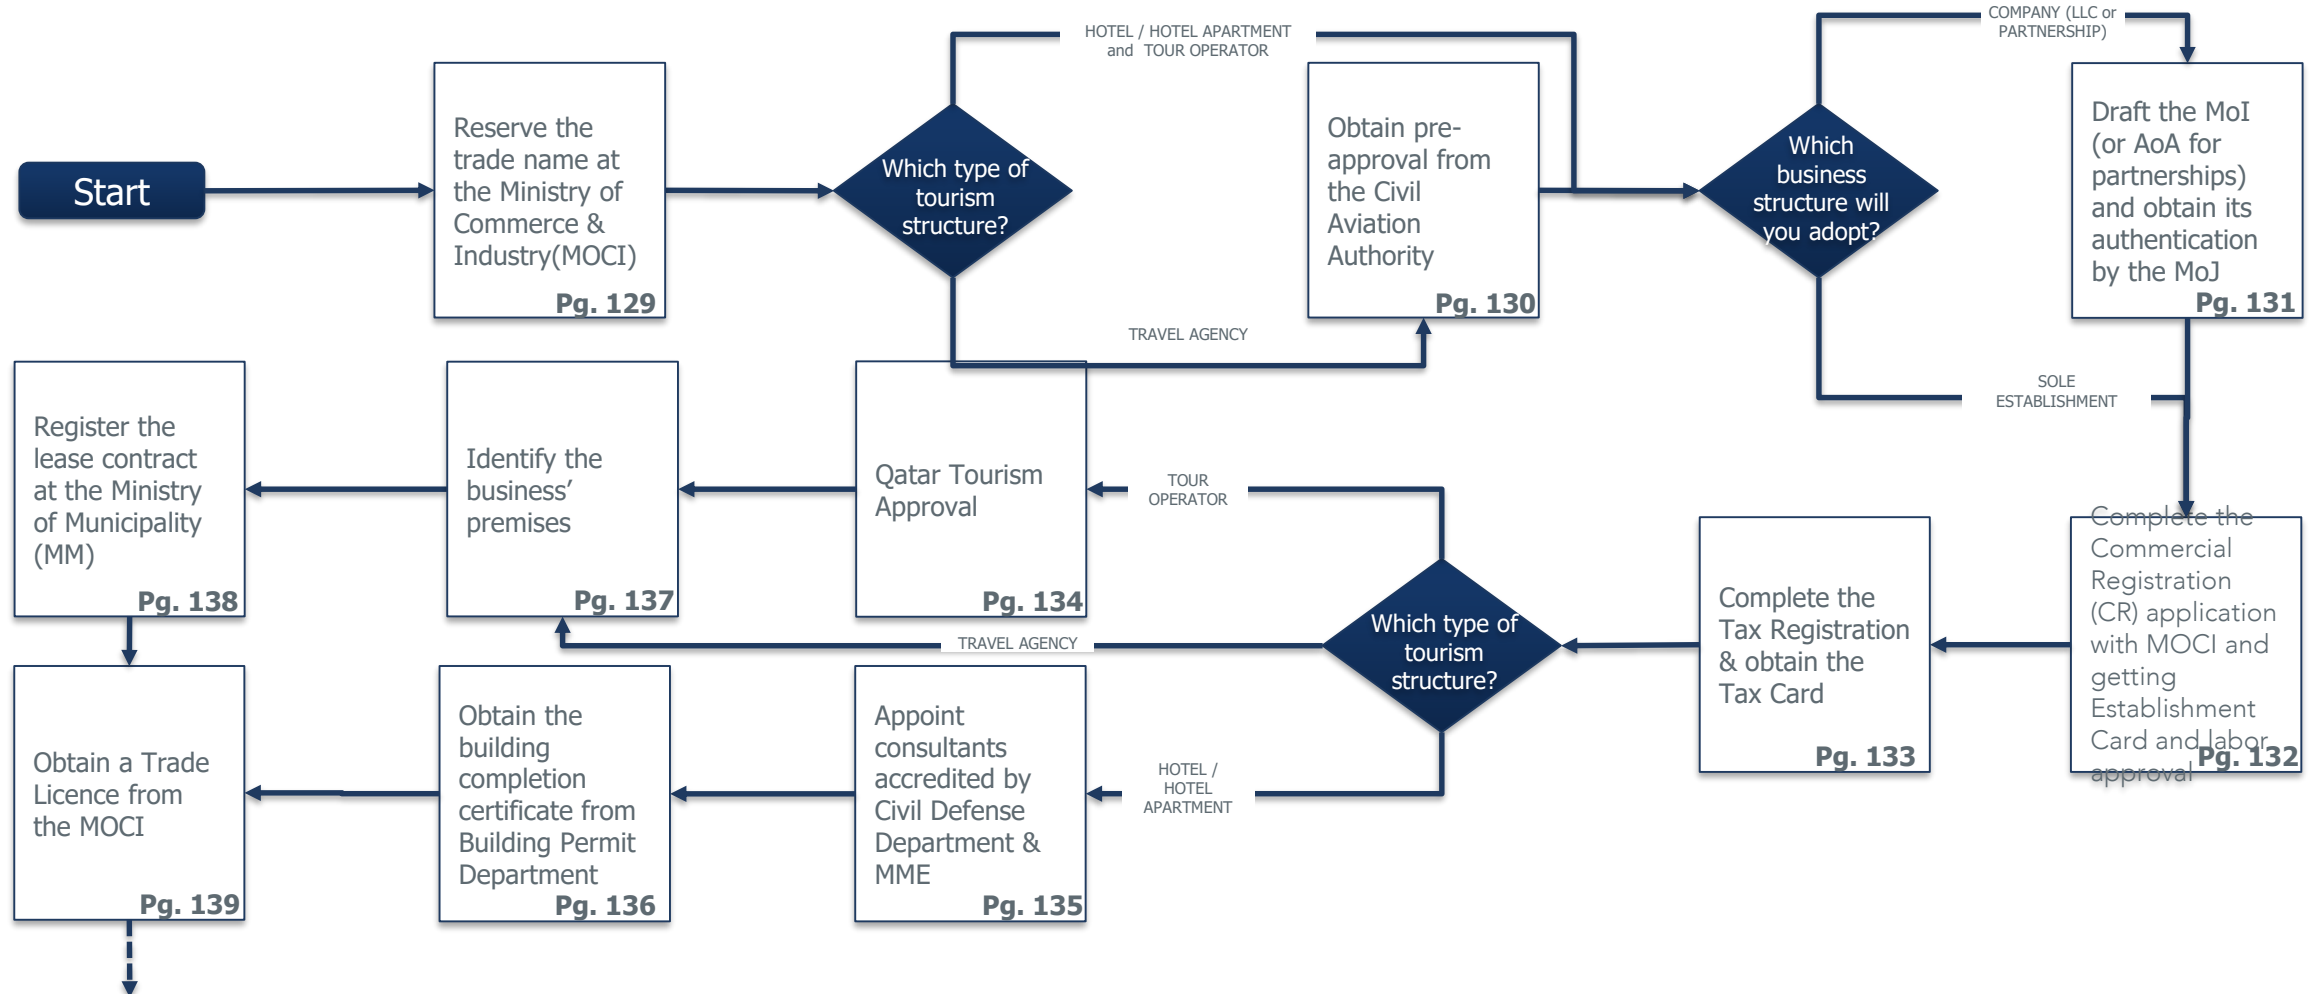 HOTEL / HOTEL APARTMENT
and TOUR OPERATOR
COMPANY (LLC or
PARTNERSHIP)
Start
Reserve the
trade name at
the Ministry of
Commerce &
Industry(MOCI)
Pg. 129
Which type of
tourism
structure?
Obtain pre-
approval from
the Civil
Aviation
Authority
Pg. 130
Which
business
structure will
you adopt?
Draft the MoI
(or AoA for
partnerships)
and obtain its
authentication
by the MoJ
Pg. 131
TRAVEL AGENCY
SOLE
ESTABLISHMENT
Register the
lease contract
at the Ministry
of Municipality
(MM)
Pg. 138
Identify the
business’
premises
Pg. 137
Qatar Tourism
Approval
Pg. 134
TOUR
OPERATOR
Which type of
tourism
structure?
Complete the
Tax Registration
& obtain the
Tax Card
Pg. 133
Complete the
Commercial
Registration
(CR) application
with MOCI and
getting
Establishment
Card and labor
approval
Pg. 132
TRAVEL AGENCY
Obtain a Trade
Licence from
the MOCI
Pg. 139
Obtain the
building
completion
certificate from
Building Permit
Department
Pg. 136
Appoint
consultants
accredited by
Civil Defense
Department &
MME
Pg. 135
HOTEL /
HOTEL
APARTMENT